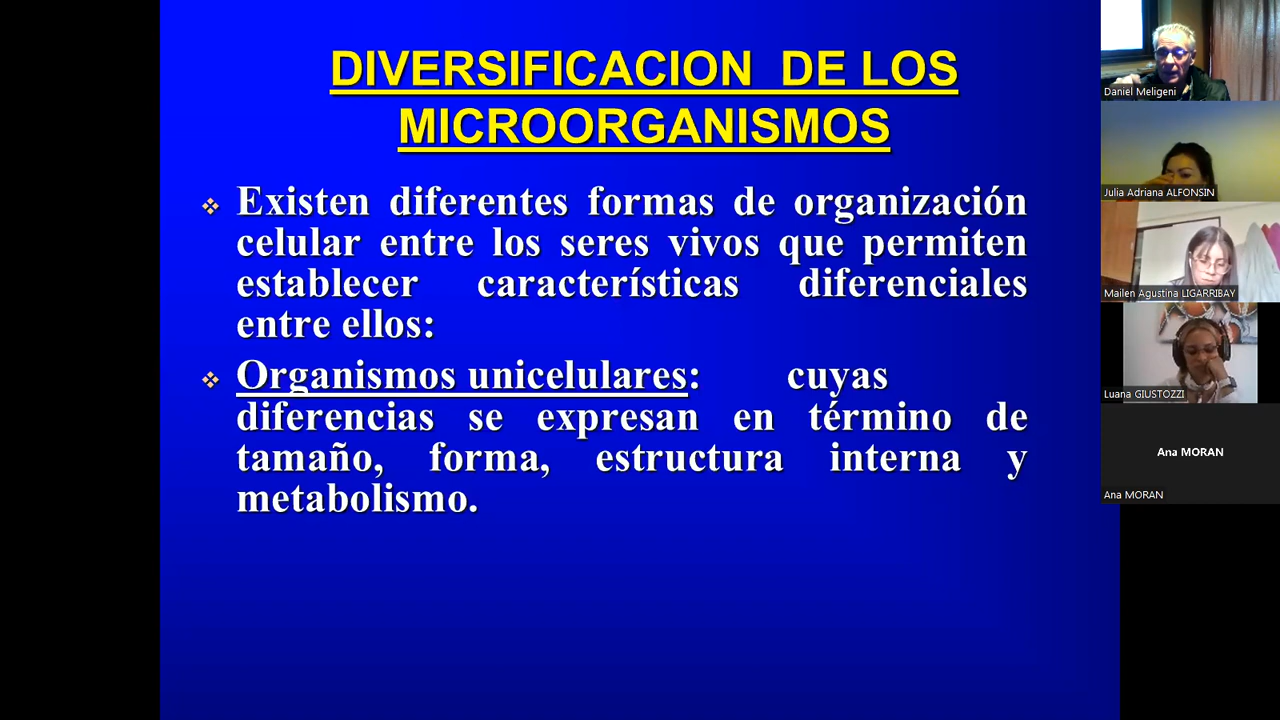 DIVERSIFICACION DE LOS
MICROORGANISMOS
Existen diferentes formas de organización
celular entre los seres vivos que permiten
establecer características diferenciales
entre ellos:
Organismos unicelulares: cuyas
diferencias se expresan en término de
tamaño, forma, estructura interna y
metabolismo.
Daniel Meligeni
Julia Adriana ALFONSIN
Mailen Agustina LIGARRIBAY
Luana GIUSTOZZI
Ana MORAN
Ana MORAN